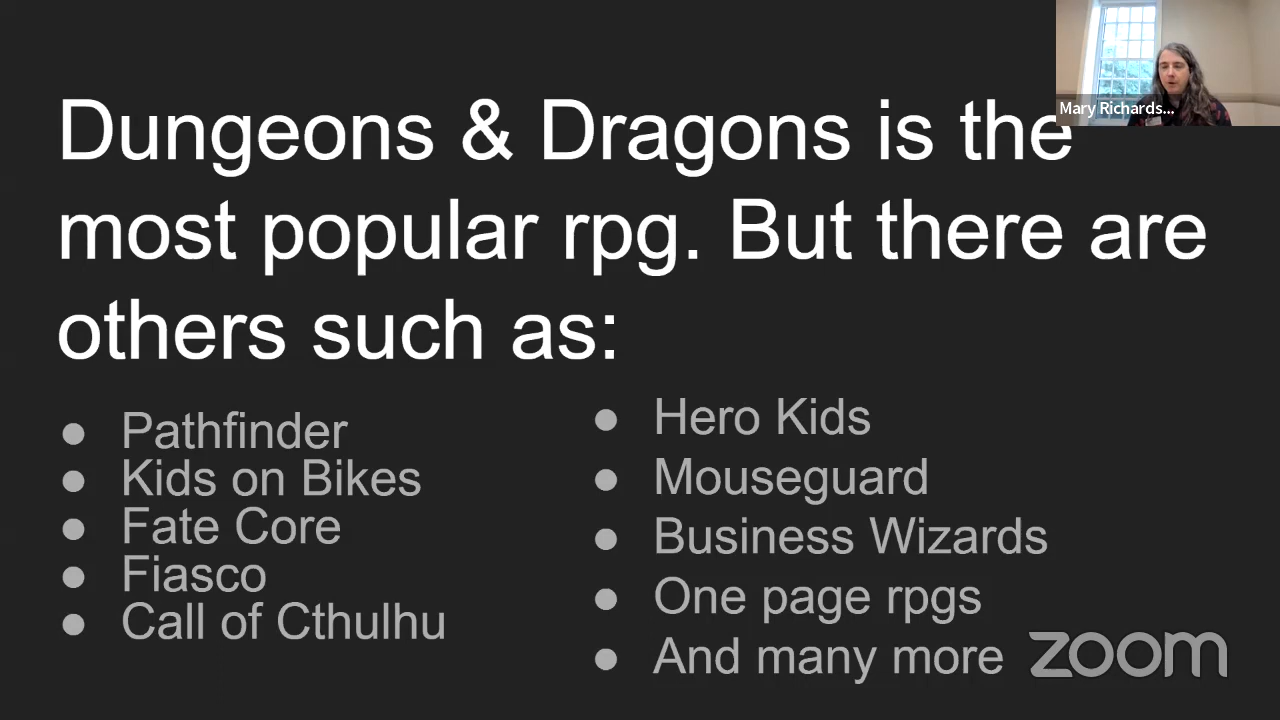 Dungeons & Dragons is the
most popular rpg. But there are
others such as:
● Pathfinder
● Kids on Bikes
● Fate Core
● Fiasco
● Call of Cthulhu
● Hero Kids
● Mouseguard
● Business Wizards
● One page rpgs
● And many more
Mary Richards...
zoom